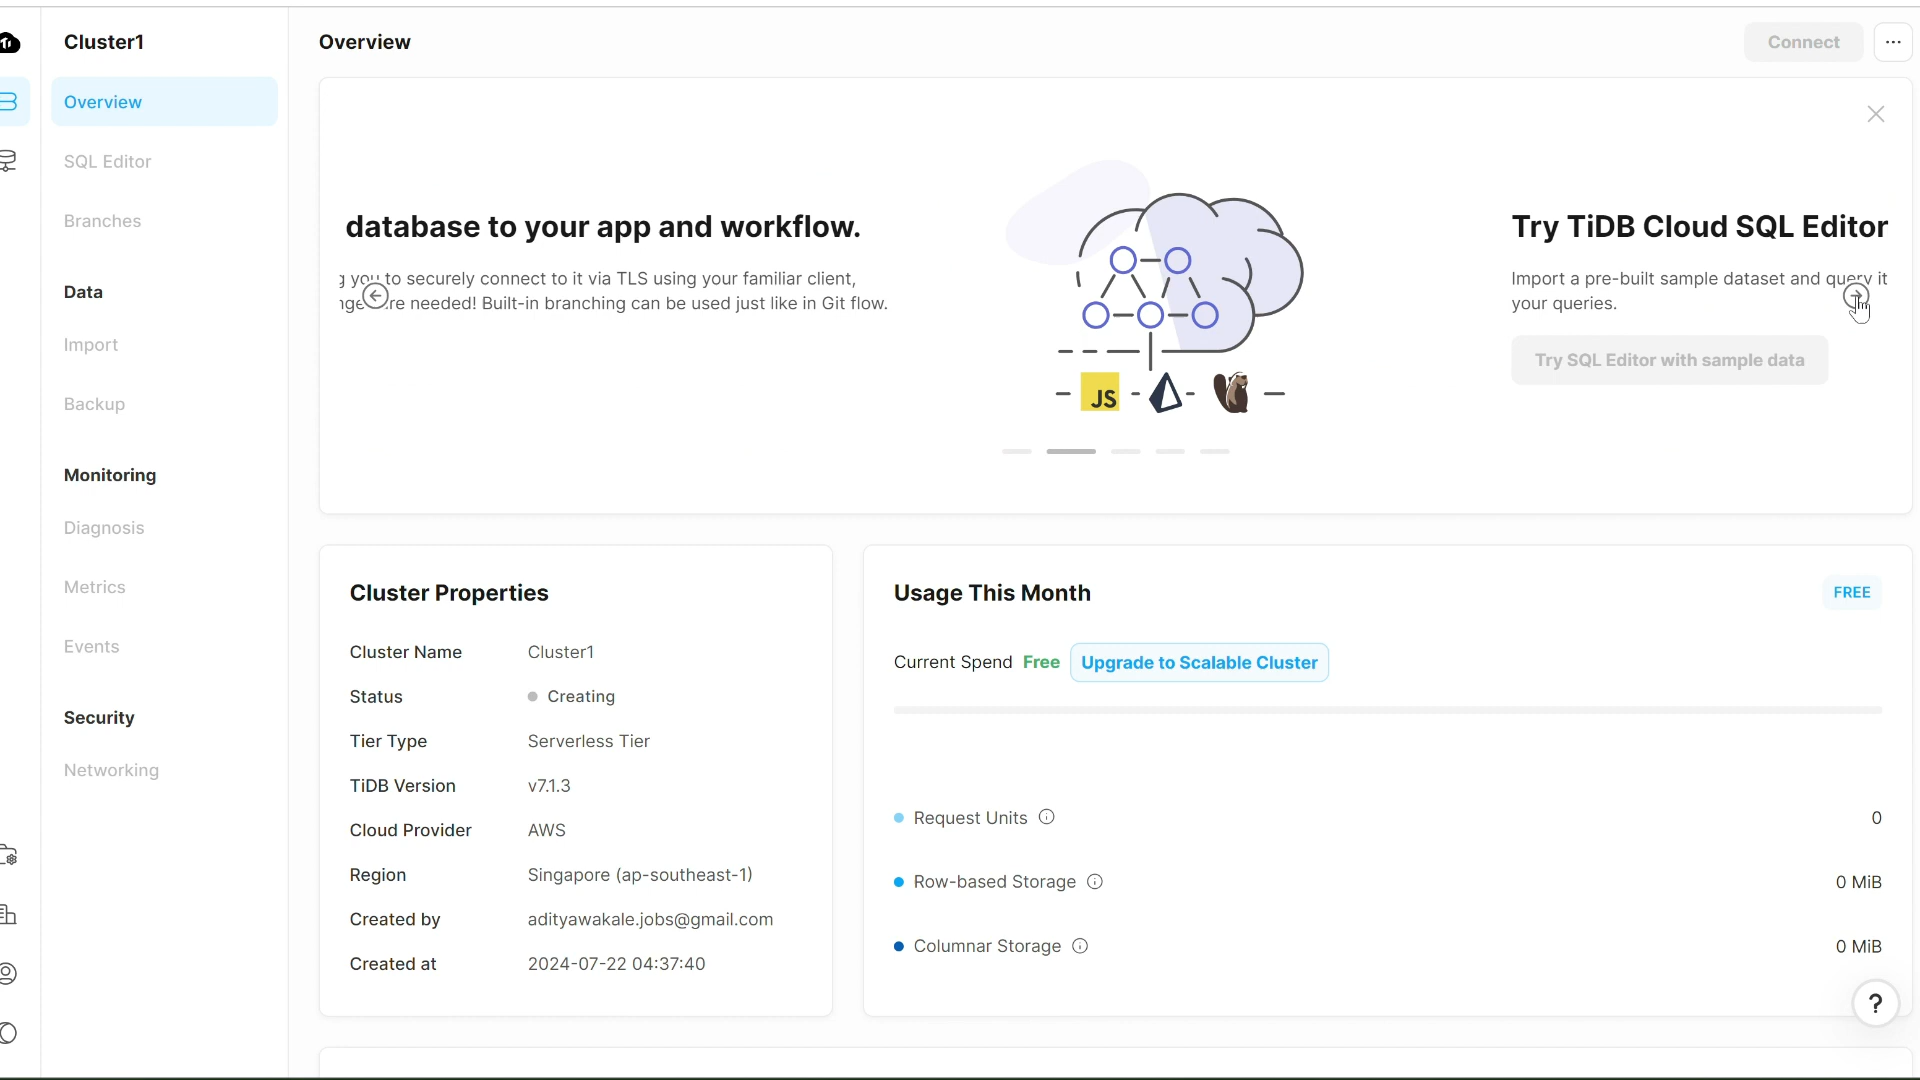 Cluster1
Overview
SQL Editor
Branches
Data
Import
Backup
Monitoring
Diagnosis
Metrics
Events
Security
Networking
Overview
Connect
database to your app and workflow.
you to securely connect to it via TLS using your familiar client,
re needed! Built-in branching can be used just like in Git flow.
JS
Try TiDB Cloud SQL Editor
Import a pre-built sample dataset and query it
your queries.
Try SQL Editor with sample data
Cluster Properties
Cluster Name Cluster1
Status Creating
Tier Type Serverless Tier
TiDB Version v7.1.3
Cloud Provider AWS
Region Singapore (ap-southeast-1)
Created by adityawakale.jobs@gmail.com
Created at 2024-07-22 04:37:40
Usage This Month FREE
Current Spend Free Upgrade to Scalable Cluster
Request Units 0
Row-based Storage 0 MiB
Columnar Storage 0 MiB
?